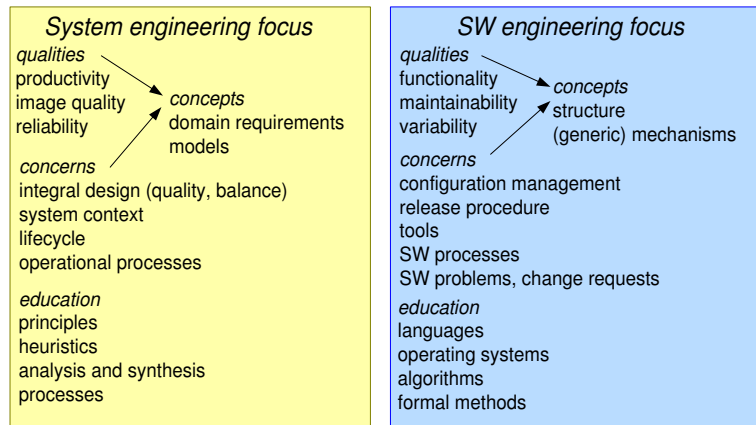 System engineering focus
qualities
productivity
image quality
reliability
concepts
domain requirements
models
concerns
integral design (quality, balance)
system context
lifecycle
operational processes
education
principles
heuristics
analysis and synthesis
processes
SW engineering focus
qualities
functionality
maintainability
variability
concepts
structure
(generic) mechanisms
concerns
configuration management
release procedure
tools
SW processes
SW problems, change requests
education
languages
operating systems
algorithms
formal methods